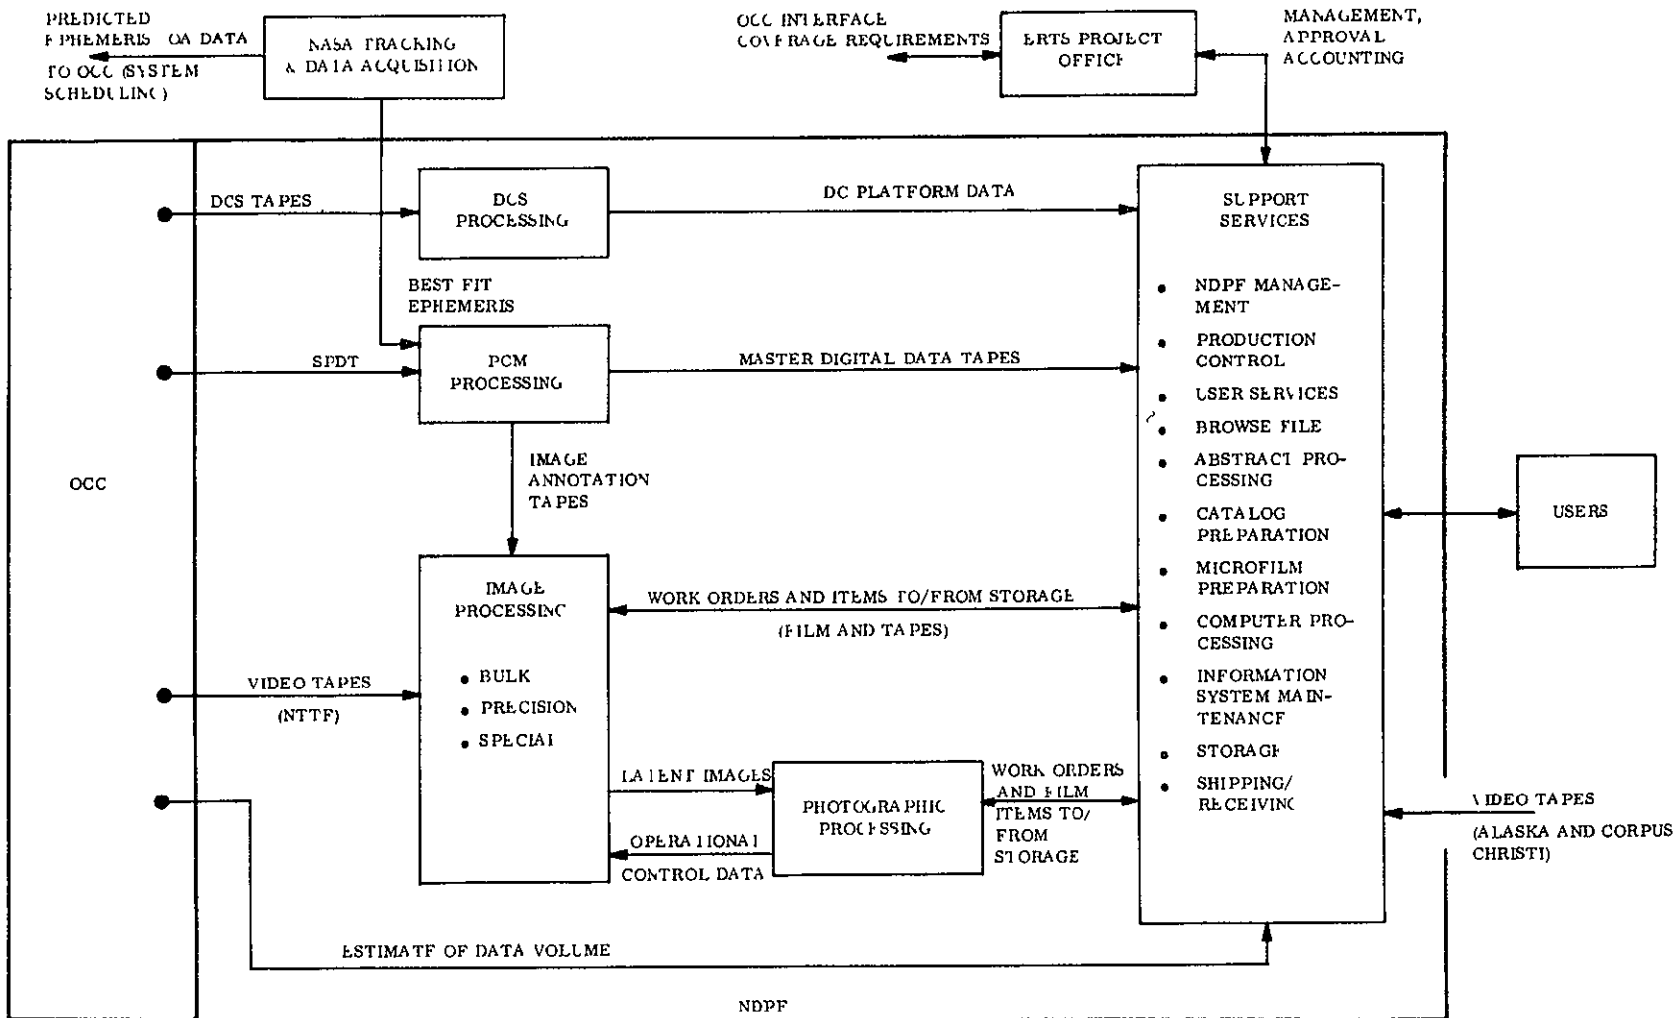 PREDICTED
EPHEMERIS OA DATA
TO OCC (SYSTEM
SCHEDULING)
NASA TRACKING
& DATA ACQUISITION
OCC INTERFACE
COVERAGE REQUIREMENTS
ERTS PROJECT
OFFICE
MANAGEMENT,
APPROVAL
ACCOUNTING
OCC
DCS TAPES
DCS
PROCESSING
DC PLATFORM DATA
BEST FIT
EPHEMERIS
SPDT
PCM
PROCESSING
MASTER DIGITAL DATA TAPES
IMAGE
ANNOTATION
TAPES
IMAGE
PROCESSING
• BULK
• PRECISION
• SPECIAL
WORK ORDERS AND ITEMS TO/FROM STORAGE
(FILM AND TAPES)
VIDEO TAPES
(NTTF)
LATENT IMAGES
OPERATIONAL
CONTROL DATA
PHOTOGRAPHIC
PROCESSING
WORK ORDERS
AND FILM
ITEMS TO/
FROM
STORAGE
ESTIMATE OF DATA VOLUME
SUPPORT
SERVICES
• NDPF MANAGE-
MENT
• PRODUCTION
CONTROL
• USER SERVICES
• BROWSE FILE
• ABSTRACT PRO-
CESSING
• CATALOG
PREPARATION
• MICROFILM
PREPARATION
• COMPUTER PRO-
CESSING
• INFORMATION
SYSTEM MAIN-
TENANCE
• STORAGE
• SHIPPING/
RECEIVING
USERS
VIDEO TAPES
(ALASKA AND CORPUS
CHRISTI)
NDPF